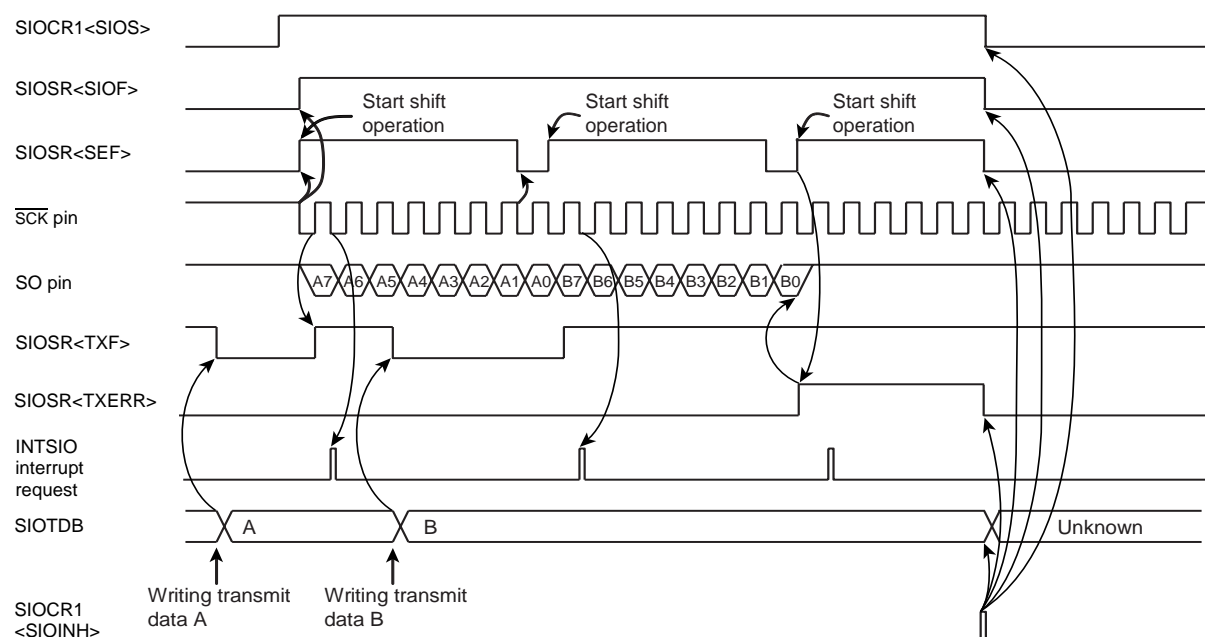 SIOCR1<SIOS>
SIOSR<SIOF>
Start shift
operation
Start shift
operation
Start shift
operation
SIOSR<SEF>
SCK pin
SO pin
A7 A6 A5 A4 A3 A2 A1 A0 B7 B6 B5 B4 B3 B2 B1 B0
SIOSR<TXF>
SIOSR<TXERR>
INTSIO
interrupt
request
SIOTDB
A
B
Unknown
Writing transmit
data A
Writing transmit
data B
SIOCR1
<SIOINH>